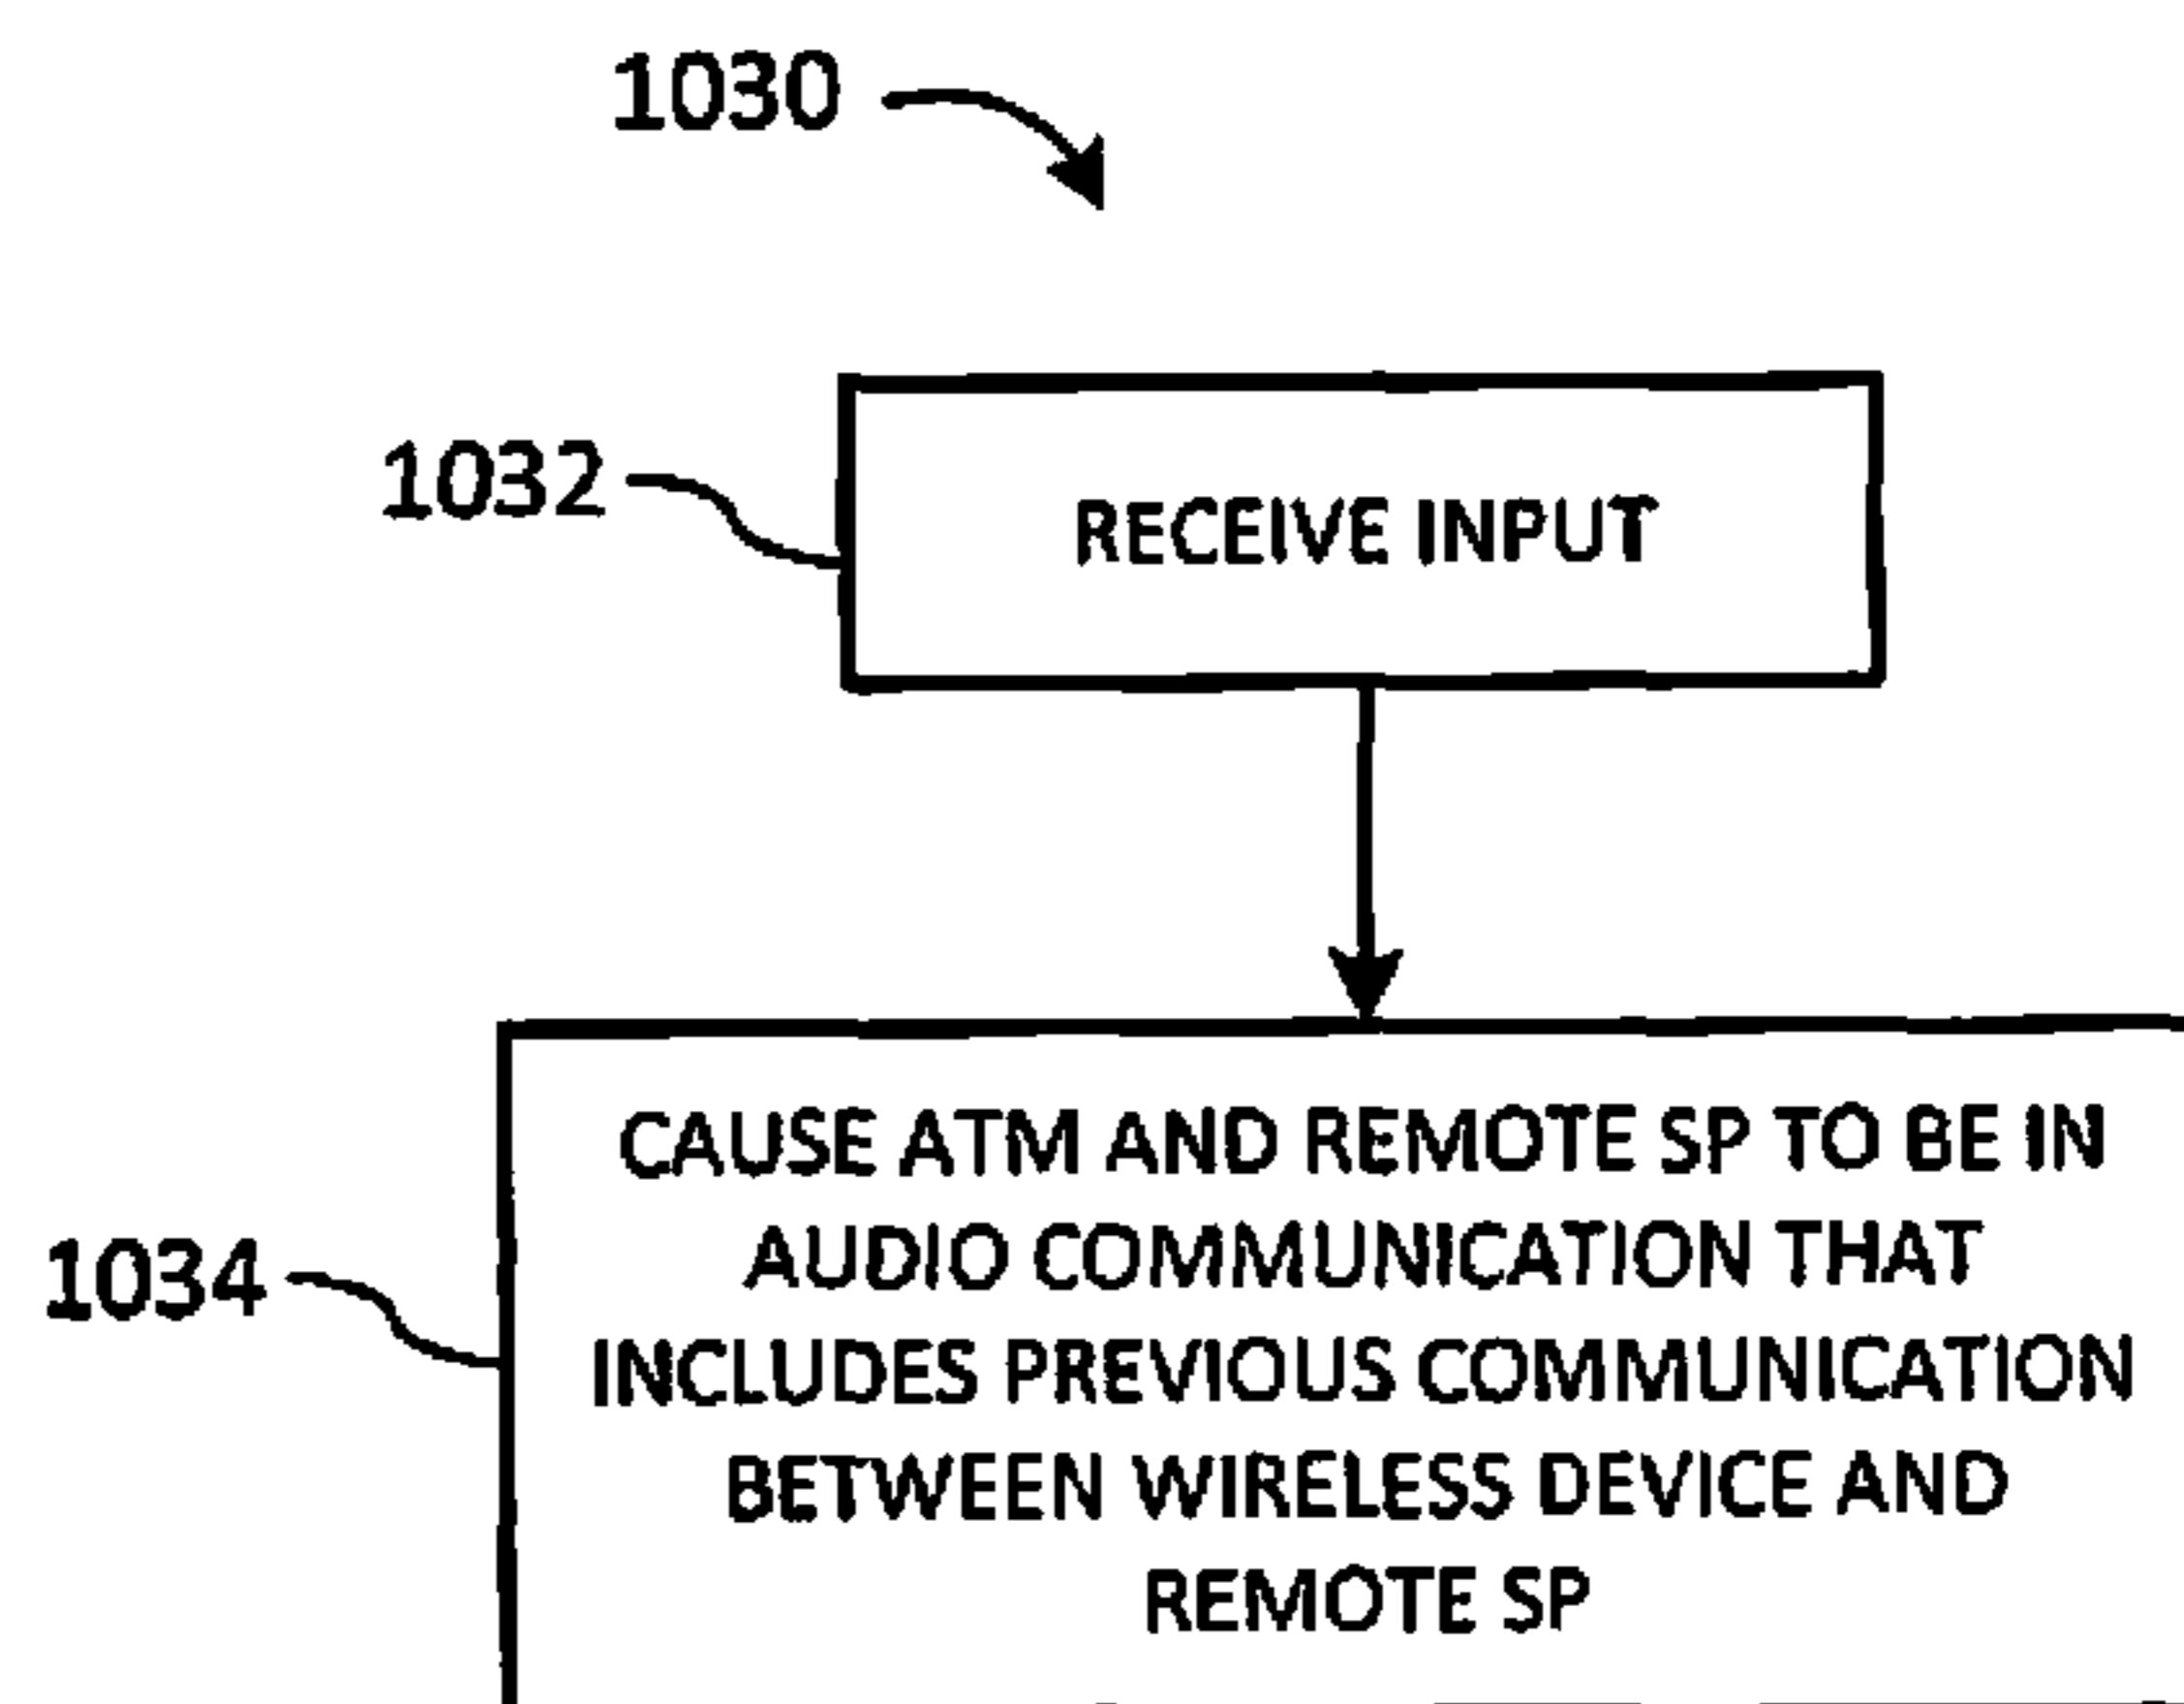 1030
1032
RECEIVE INPUT
CAUSE ATM AND REMOTE SP TO BE IN
AUDIO COMMUNICATION THAT
1034
INCLUDES PREVIOUS COMMUNICATION
BETWEEN WIRELESS DEVICE AND
REMOTE SP